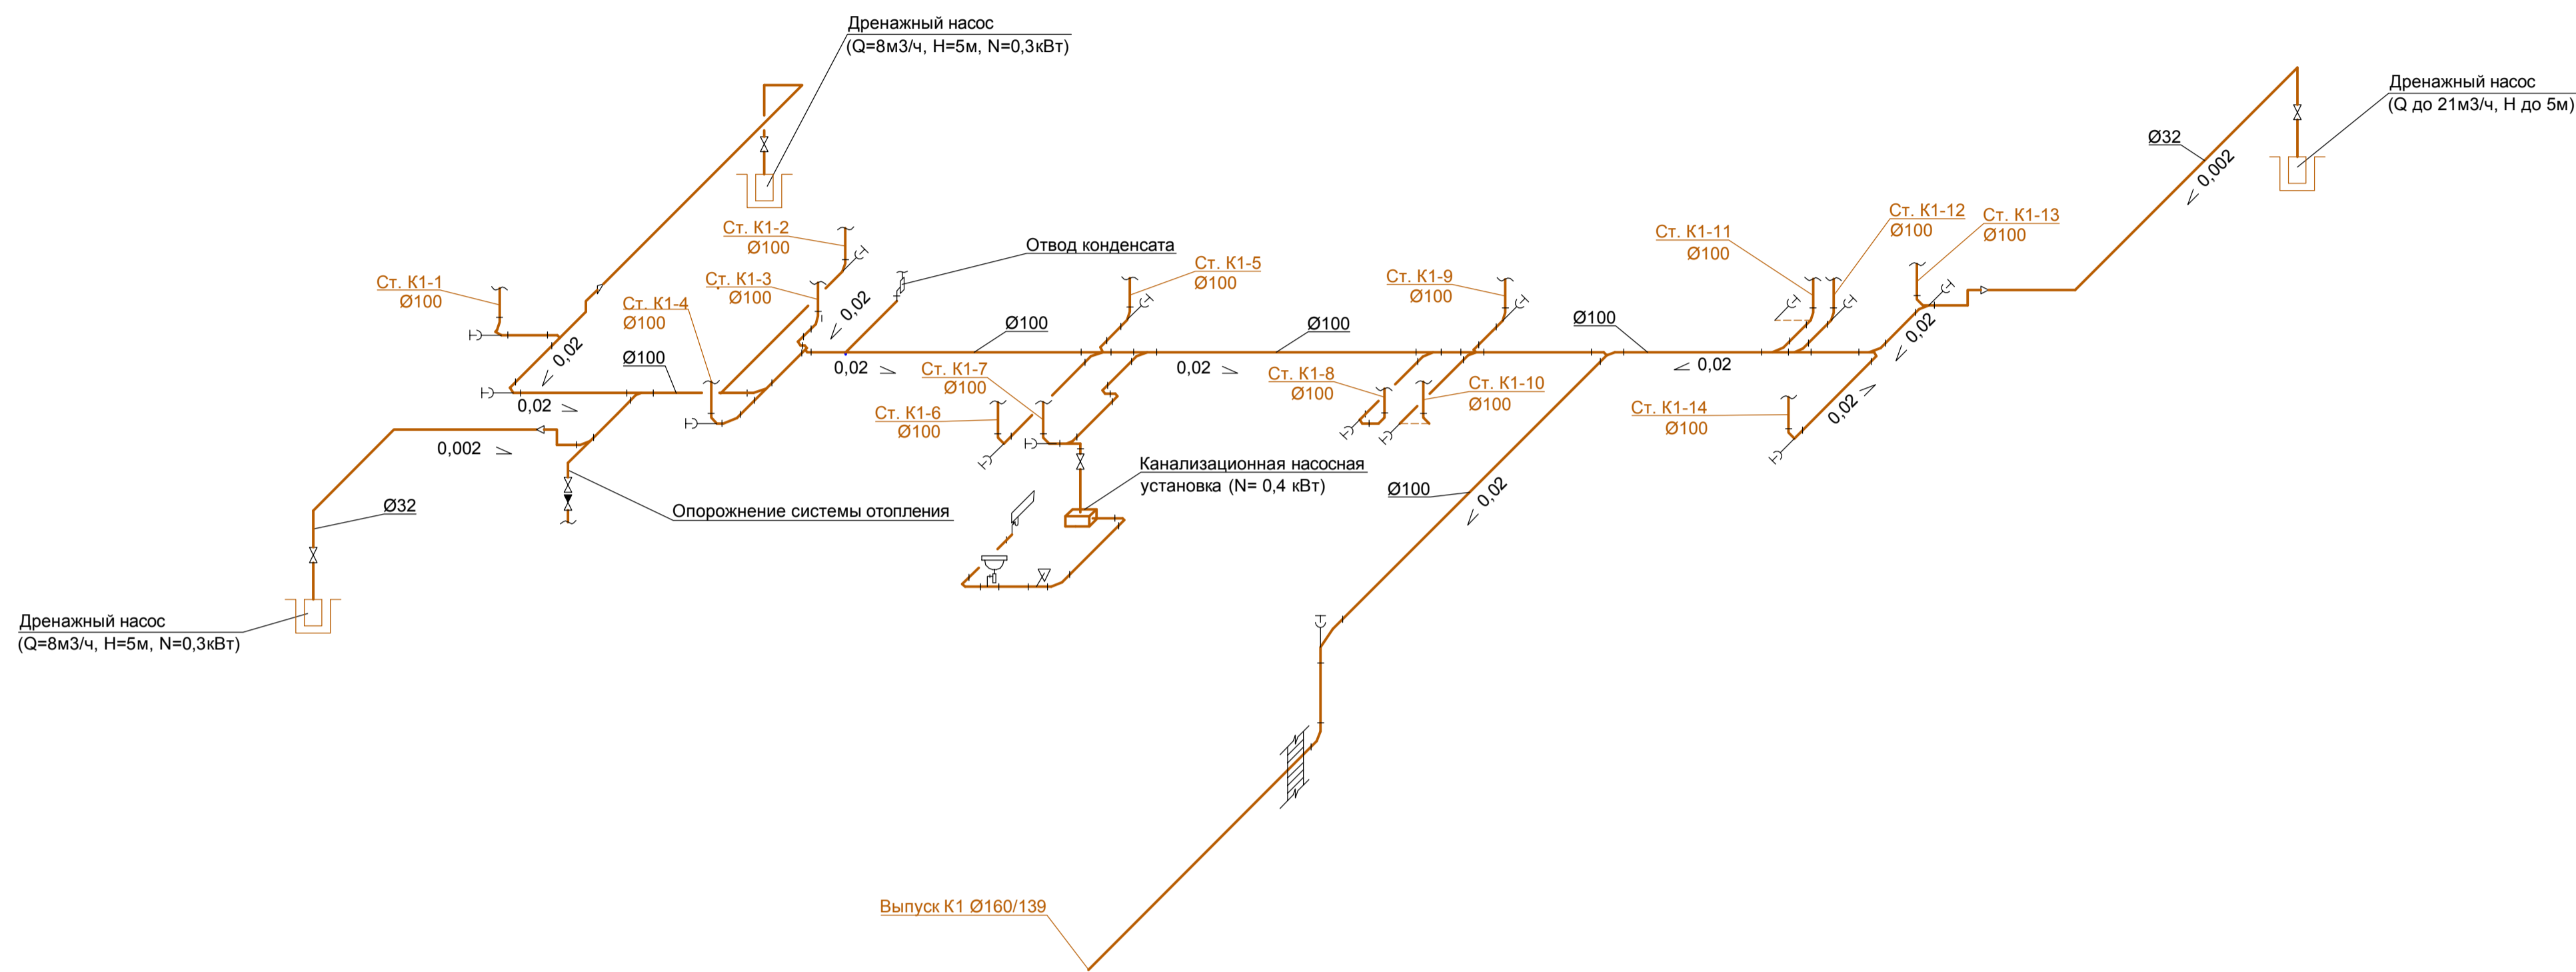 Дренажный насос
(Q=8м3/ч, Н=5м, N=0,3кВт)
Дренажный насос
(Q до 21м3/ч, Н до 5м)
Ø32
0,002
Ст. К1-1
Ø100
Ст. К1-2
Ø100
Ст. К1-3
Ø100
Ст. К1-4
Ø100
Отвод конденсата
Ст. К1-5
Ø100
Ст. К1-9
Ø100
Ст. К1-11
Ø100
Ст. К1-12
Ø100
Ст. К1-13
Ø100
0,02
0,02
0,02
Ø100
Ø100
Ø100
Ø100
0,02
0,02
0,02
0,02
Ст. К1-7
Ø100
Ст. К1-6
Ø100
Ст. К1-8
Ø100
Ст. К1-10
Ø100
Ст. К1-14
Ø100
0,02
0,002
Ø32
Опорожнение системы отопления
Канализационная насосная
установка (N= 0,4 кВт)
Ø100
0,02
Дренажный насос
(Q=8м3/ч, Н=5м, N=0,3кВт)
Выпуск К1 Ø160/139